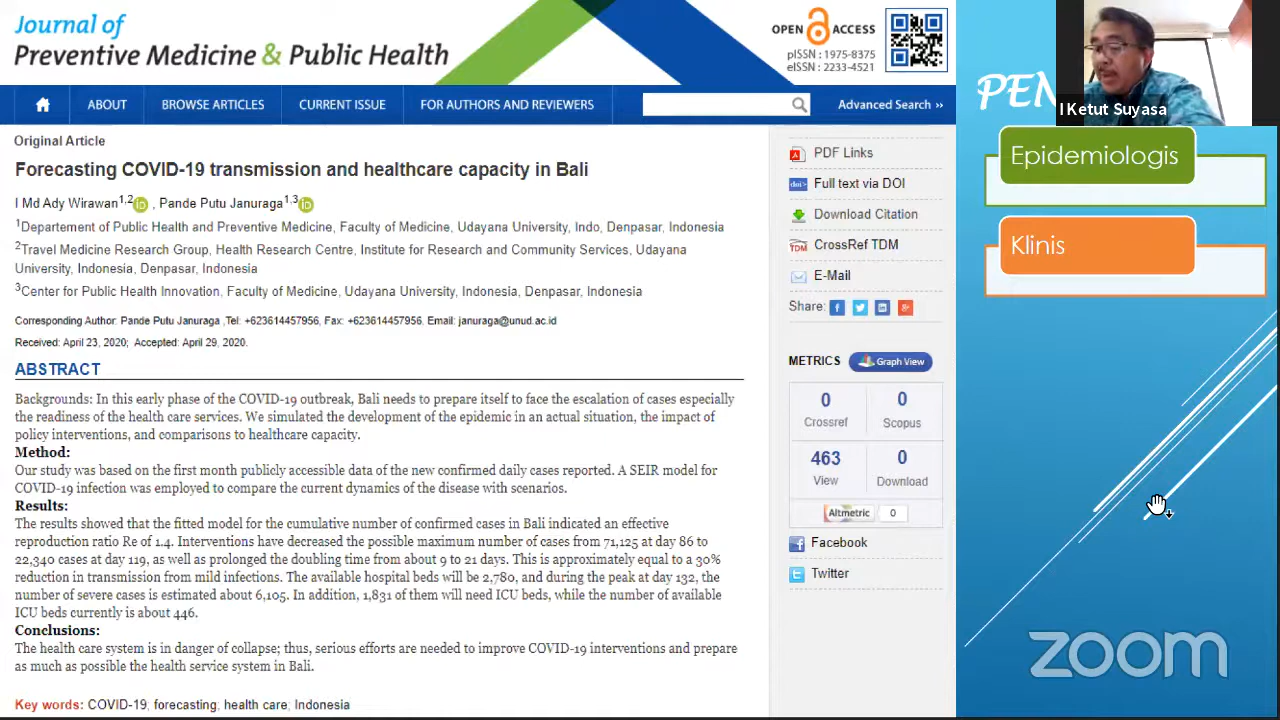 Journal of
Preventive Medicine & Public Health
OPEN ACCESS
pISSN : 1975-8375
eISSN : 2233-4521
ABOUT
BROWSE ARTICLES
CURRENT ISSUE
FOR AUTHORS AND REVIEWERS
Advanced Search ››
Original Article
Forecasting COVID-19 transmission and healthcare capacity in Bali
I Md Ady Wirawan1,2 iD , Pande Putu Januraga1,3 iD
1Departement of Public Health and Preventive Medicine, Faculty of Medicine, Udayana University, Indo, Denpasar, Indonesia
2Travel Medicine Research Group, Health Research Centre, Institute for Research and Community Services, Udayana
University, Indonesia, Denpasar, Indonesia
3Center for Public Health Innovation, Faculty of Medicine, Udayana University, Indonesia, Denpasar, Indonesia
Corresponding Author: Pande Putu Januraga ,Tel: +623614457956, Fax: +623614457956, Email: januraga@unud.ac.id
Received: April 23, 2020; Accepted: April 29, 2020.
ABSTRACT
Backgrounds: In this early phase of the COVID-19 outbreak, Bali needs to prepare itself to face the escalation of cases especially
the readiness of the health care services. We simulated the development of the epidemic in an actual situation, the impact of
policy interventions, and comparisons to healthcare capacity.
Method:
Our study was based on the first month publicly accessible data of the new confirmed daily cases reported. A SEIR model for
COVID-19 infection was employed to compare the current dynamics of the disease with scenarios.
Results:
The results showed that the fitted model for the cumulative number of confirmed cases in Bali indicated an effective
reproduction ratio Re of 1.4. Interventions have decreased the possible maximum number of cases from 71,125 at day 86 to
22,340 cases at day 119, as well as prolonged the doubling time from about 9 to 21 days. This is approximately equal to a 30%
reduction in transmission from mild infections. The available hospital beds will be 2,780, and during the peak at day 132, the
number of severe cases is estimated about 6,105. In addition, 1,831 of them will need ICU beds, while the number of available
ICU beds currently is about 446.
Conclusions:
The health care system is in danger of collapse; thus, serious efforts are needed to improve COVID-19 interventions and prepare
as much as possible the health service system in Bali.
Key words: COVID-19; forecasting; health care; Indonesia
PDF Links
doi> Full text via DOI
Download Citation
TDM CrossRef TDM
E-Mail
Share:
METRICS Graph View
0
Crossref
0
Scopus
463
View
0
Download
Altmetric 0
Facebook
Twitter
PEN
I Ketut Suyasa
Epidemiologis
Klinis
zoom